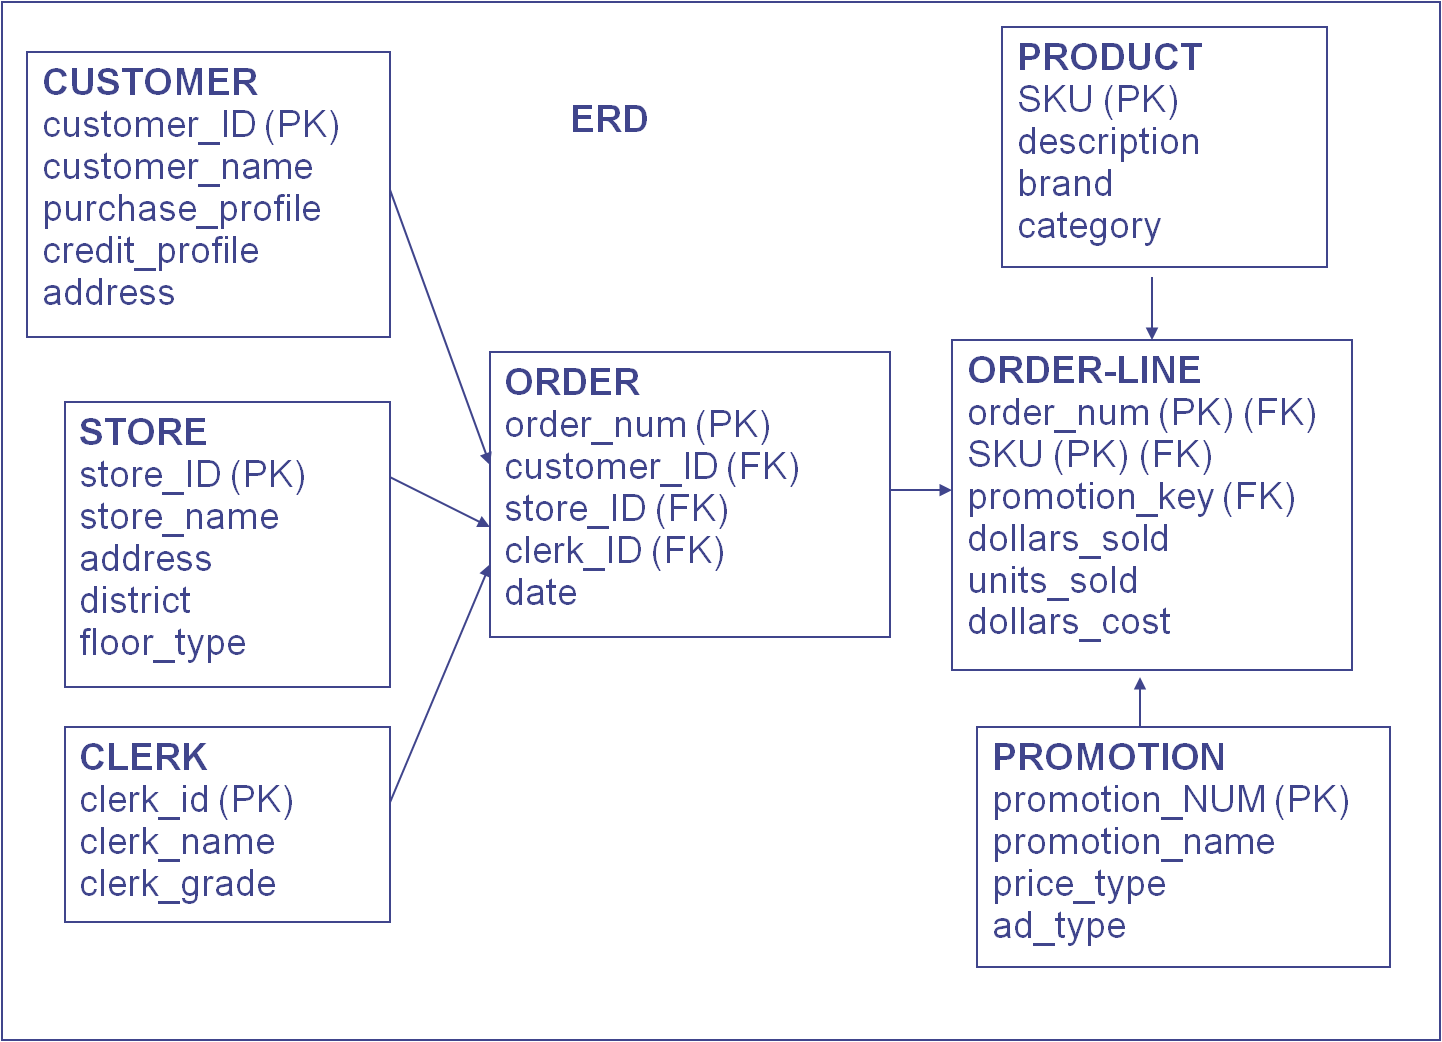 ERD
CUSTOMER
customer_ID (PK)
customer_name
purchase_profile
credit_profile
address
STORE
store_ID (PK)
store_name
address
district
floor_type
CLERK
clerk_id (PK)
clerk_name
clerk_grade
ORDER
order_num (PK)
customer_ID (FK)
store_ID (FK)
clerk_ID (FK)
date
PRODUCT
SKU (PK)
description
brand
category
ORDER-LINE
order_num (PK) (FK)
SKU (PK) (FK)
promotion_key (FK)
dollars_sold
units_sold
dollars_cost
PROMOTION
promotion_NUM (PK)
promotion_name
price_type
ad_type